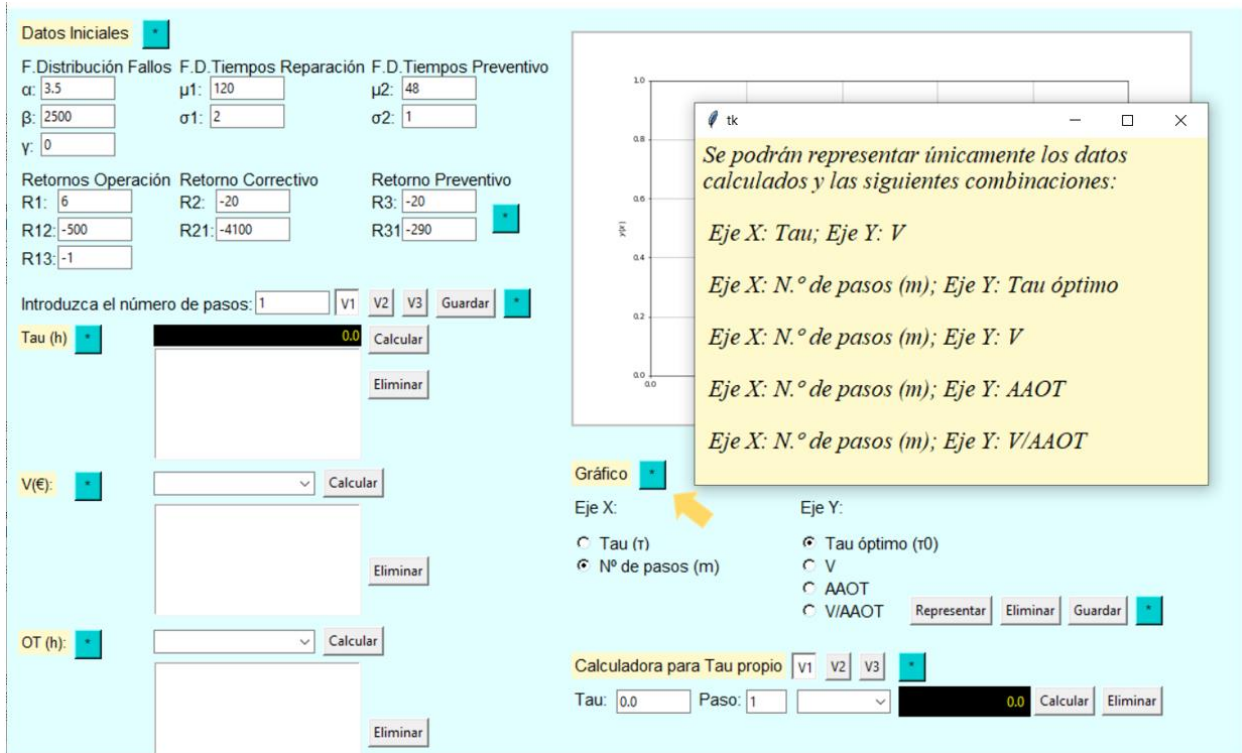 Datos Iniciales *
F.Distribución Fallos F.D.Tiempos Reparación F.D.Tiempos Preventivo
α: 3.5 μ1: 120 μ2: 48
β: 2500 σ1: 2 σ2: 1
γ: 0
Retornos Operación Retorno Correctivo Retorno Preventivo
R1: 6 R2: -20 R3: -20
R12: -500 R21: -4100 R31 -290 *
R13: -1
Introduzca el número de pasos: 1 V1 V2 V3 Guardar *
Tau (h) * 0.0 Calcular
Eliminar
V(€): * Calcular
Eliminar
OT (h): * Calcular
Eliminar
1.0
0.8
0.6
y(x)
0.4
0.2
0.0
0.0
tk
Se podrán representar únicamente los datos
calculados y las siguientes combinaciones:
Eje X: Tau; Eje Y: V
Eje X: N.º de pasos (m); Eje Y: Tau óptimo
Eje X: N.º de pasos (m); Eje Y: V
Eje X: N.º de pasos (m); Eje Y: AAOT
Eje X: N.º de pasos (m); Eje Y: V/AAOT
Gráfico *
Eje X: Eje Y:
Tau (τ) Tau óptimo (τ0)
Nº de pasos (m) V
AAOT
V/AAOT Representar Eliminar Guardar *
Calculadora para Tau propio V1 V2 V3 *
Tau: 0.0 Paso: 1 0.0 Calcular Eliminar